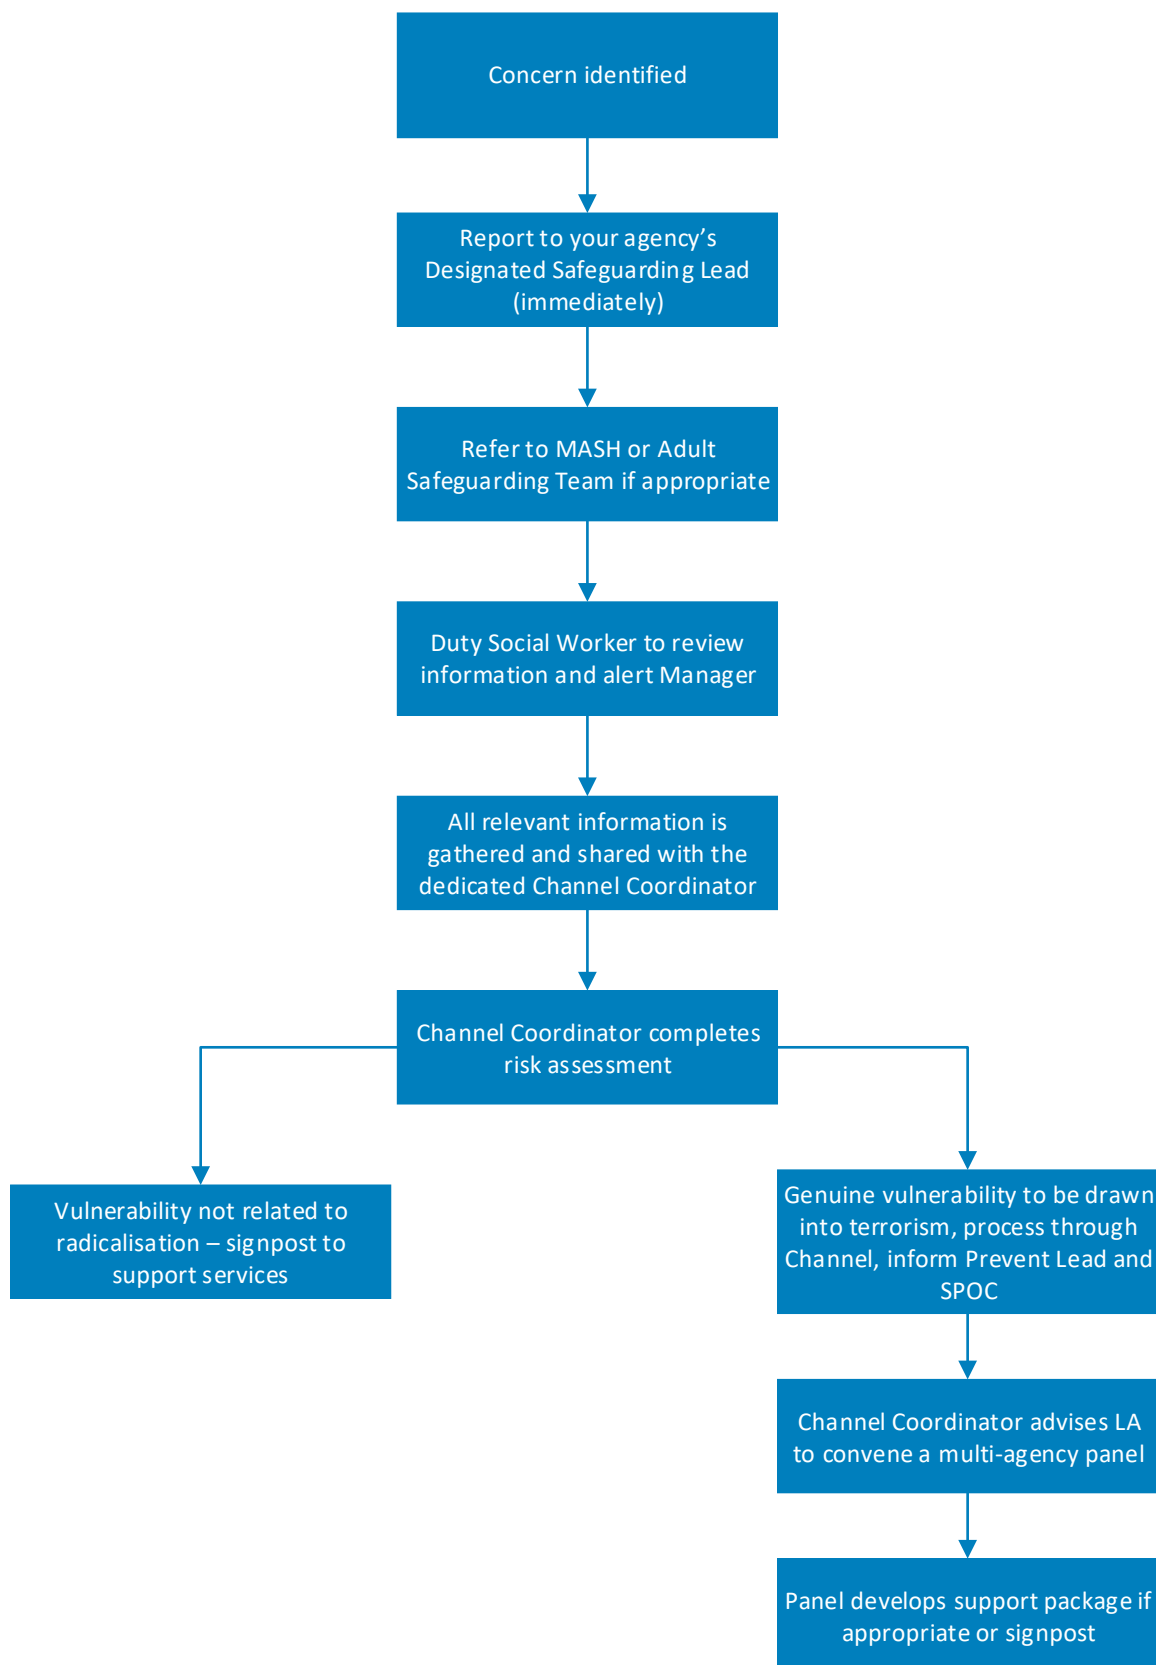 Concern identified
Report to your agency’s
Designated Safeguarding Lead
(immediately)
Refer to MASH or Adult
Safeguarding Team if appropriate
Duty Social Worker to review
information and alert Manager
All relevant information is
gathered and shared with the
dedicated Channel Coordinator
Channel Coordinator completes
risk assessment
Vulnerability not related to
radicalisation – signpost to
support services
Genuine vulnerability to be drawn
into terrorism, process through
Channel, inform Prevent Lead and
SPOC
Channel Coordinator advises LA
to convene a multi-agency panel
Panel develops support package if
appropriate or signpost